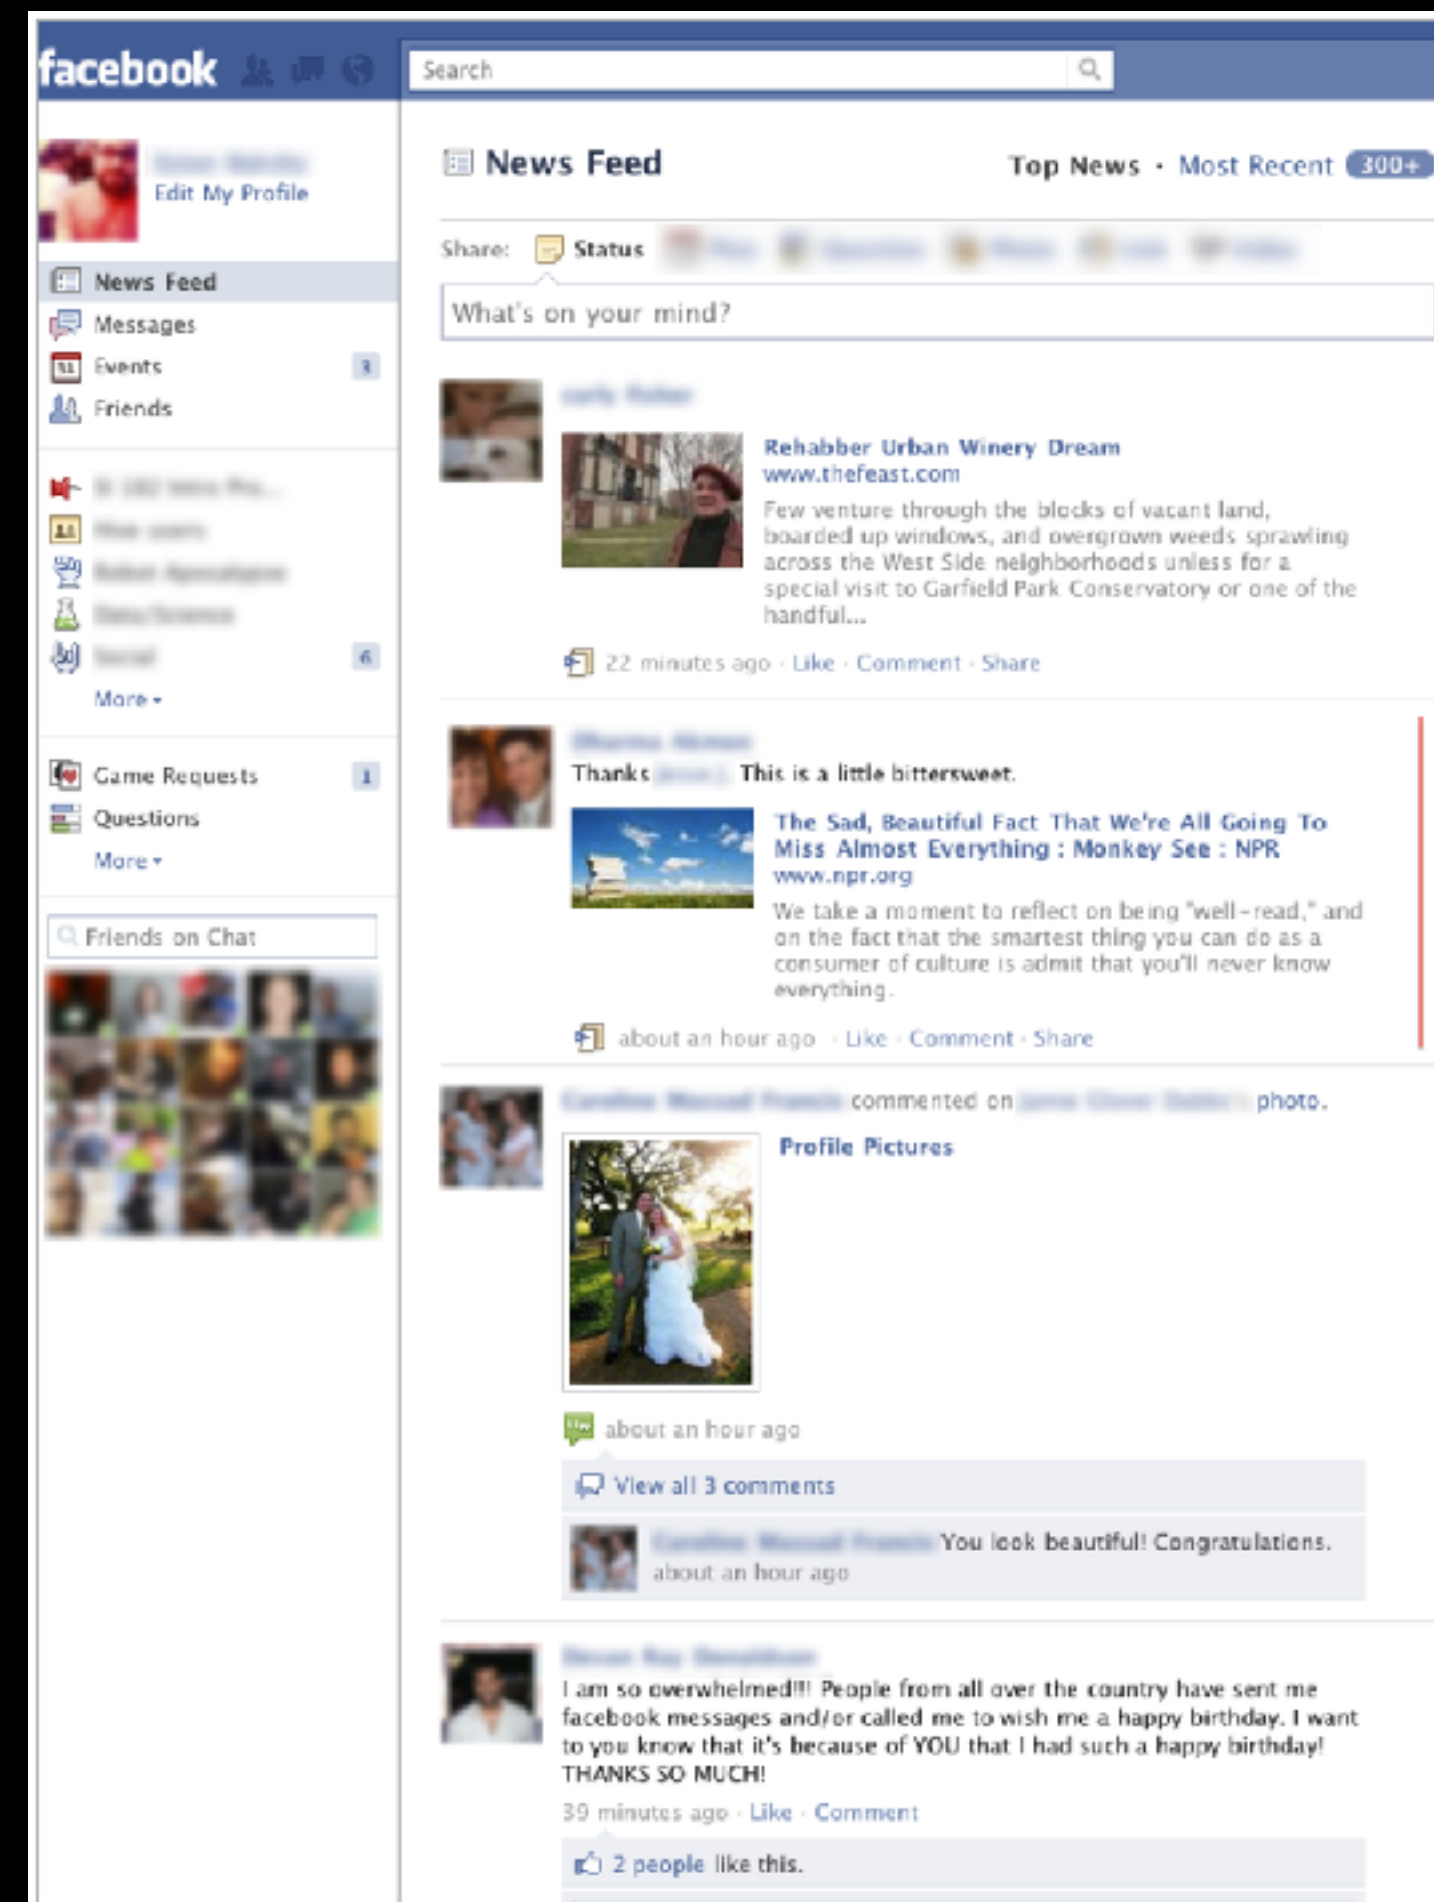 facebook
Search
Edit My Profile
News Feed
Messages
Events 3
Friends
6
More
Game Requests 1
Questions
More
Friends on Chat
News Feed
Top News · Most Recent 300+
Share: Status
What's on your mind?
Rehabber Urban Winery Dream
www.thefeast.com
Few venture through the blocks of vacant land,
boarded up windows, and overgrown weeds sprawling
across the West Side neighborhoods unless for a
special visit to Garfield Park Conservatory or one of the
handful...
22 minutes ago · Like · Comment · Share
Thanks This is a little bittersweet.
The Sad, Beautiful Fact That We're All Going To
Miss Almost Everything : Monkey See : NPR
www.npr.org
We take a moment to reflect on being "well-read," and
on the fact that the smartest thing you can do as a
consumer of culture is admit that you'll never know
everything.
about an hour ago · Like · Comment · Share
commented on photo.
Profile Pictures
about an hour ago
View all 3 comments
You look beautiful! Congratulations.
about an hour ago
I am so overwhelmed!!! People from all over the country have sent me
facebook messages and/or called me to wish me a happy birthday. I want
to you know that it's because of YOU that I had such a happy birthday!
THANKS SO MUCH!
39 minutes ago · Like · Comment
2 people like this.